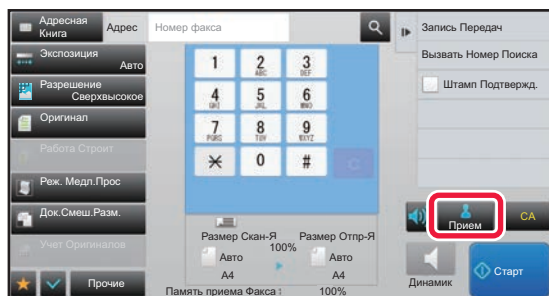 Адресная
Книга
Адрес
Номер факса
Запись Передач
Экспозиция
Авто
Вызвать Номер Поиска
Разрешение
Сверхвысокое
Штамп Подтвержд.
Оригинал
Работа Строит
Реж. Медл.Прос
Док.Смеш.Разм.
Учет Оригиналов
Прочие
1
2
ABC
3
DEF
4
GHI
5
JKL
6
MNO
7
PQRS
8
TUV
9
WXYZ
0
#
C
Размер Скан-Я
Размер Отпр-Я
100%
Авто
Авто
A4
A4
Память приема Факса :
100%
Прием
CA
Динамик
Старт